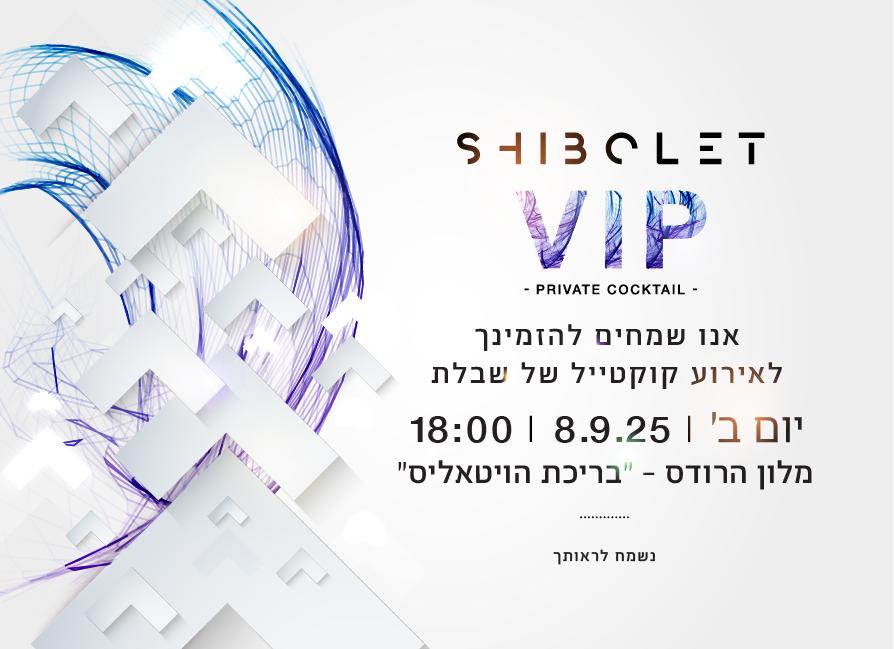 SHIBOLET
VIP
- PRIVATE COCKTAIL -
אנו שמחים להזמינך
לאירוע קוקטייל של שבלת
יום ב' | 8.9.25 | 18:00
מלון הרודס - "בריכת הויטאליס"
.............
נשמח לראותך